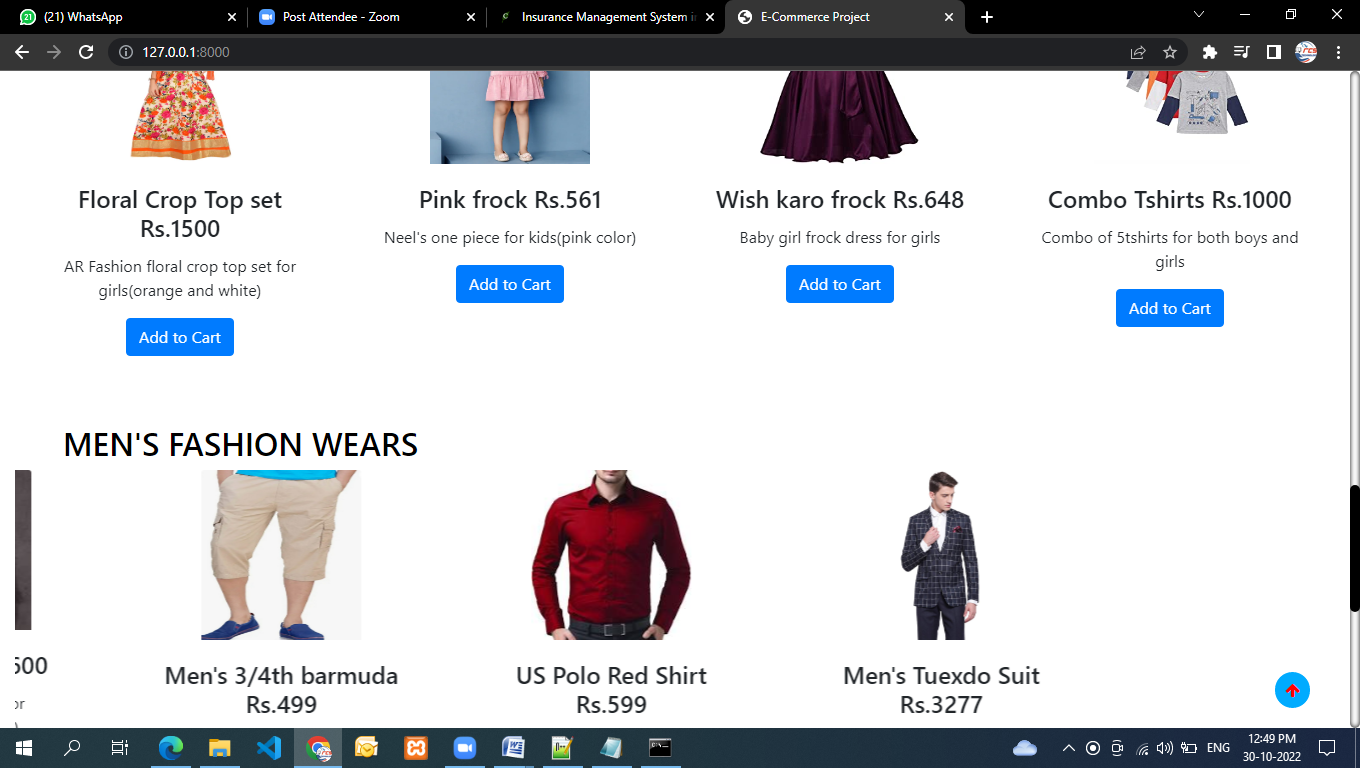 (21) WhatsApp
Post Attendee - Zoom
Insurance Management System in
E-Commerce Project
127.0.0.1:8000
Floral Crop Top set
Rs.1500
AR Fashion floral crop top set for
girls(orange and white)
Add to Cart
Pink frock Rs.561
Neel's one piece for kids(pink color)
Add to Cart
Wish karo frock Rs.648
Baby girl frock dress for girls
Add to Cart
Combo Tshirts Rs.1000
Combo of 5tshirts for both boys and
girls
Add to Cart
MEN'S FASHION WEARS
Men's 3/4th barmuda
Rs.499
US Polo Red Shirt
Rs.599
Men's Tuexdo Suit
Rs.3277
ENG
12:49 PM
30-10-2022